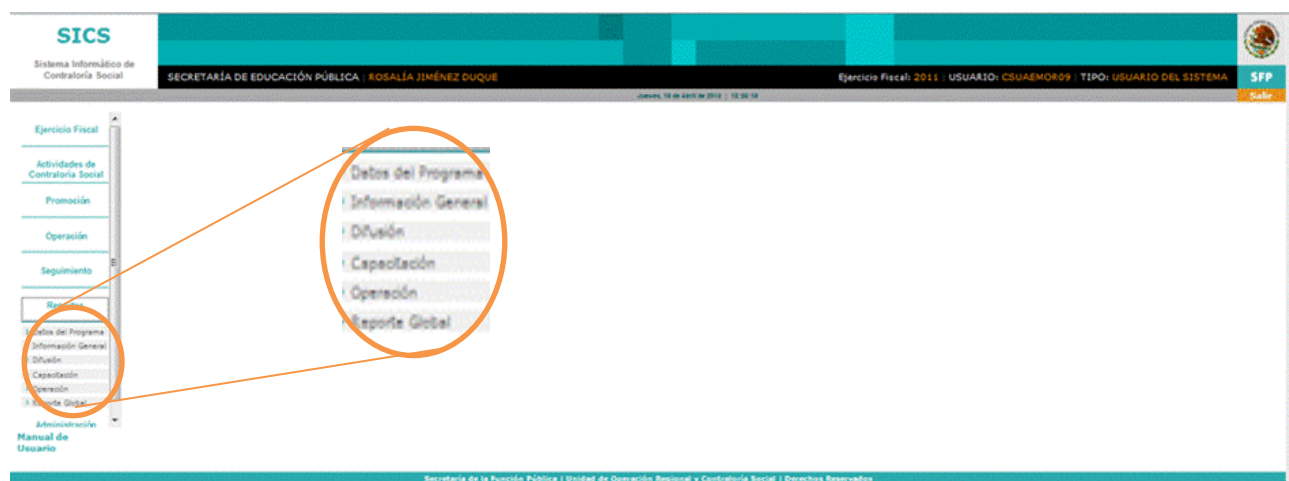 SICS
Sistema Informático de
Contraloría Social
SECRETARÍA DE EDUCACIÓN PÚBLICA | ROSALÍA JIMÉNEZ DUQUE
Ejercicio Fiscal: 2011 | USUARIO: CSUAEMOR09 | TIPO: USUARIO DEL SISTEMA
SFP
Salir
Ejercicio Fiscal
Actividades de
Contraloría Social
Promoción
Operación
Seguimiento
Reportes
Datos del Programa
Información General
Difusión
Capacitación
Operación
Reporte Global
Administración
Manual de
Usuario
Datos del Programa
Información General
Difusión
Capacitación
Operación
Reporte Global
Secretaría de la Función Pública | Unidad de Operación Regional y Contraloría Social | Derechos Reservados